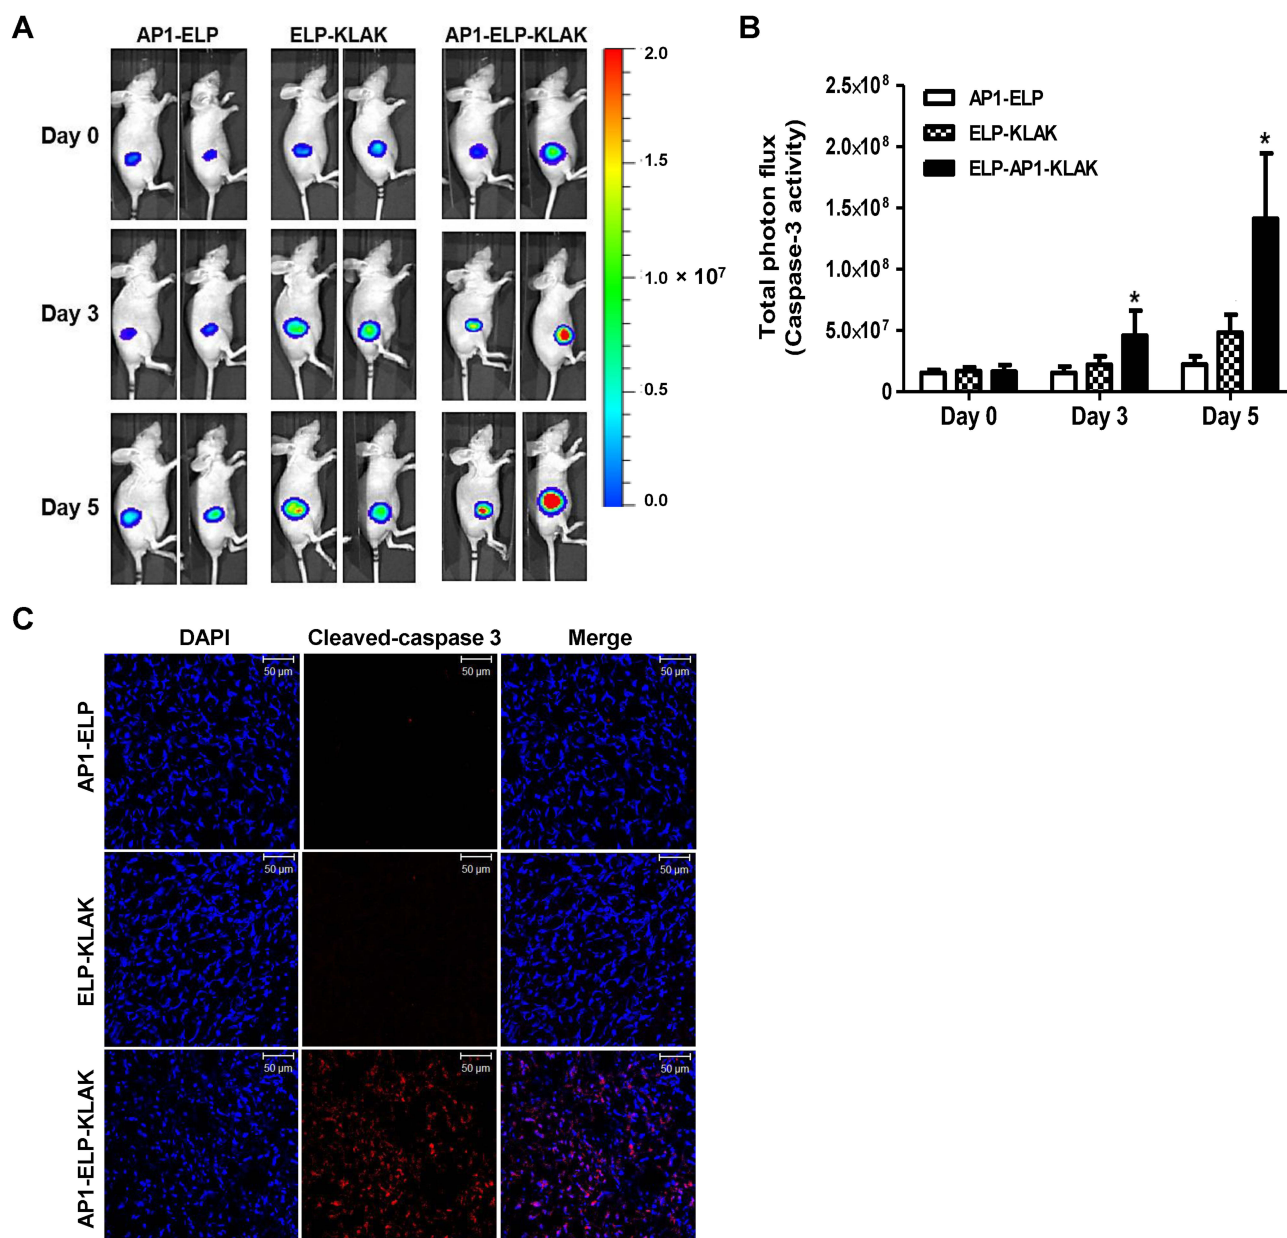 A
AP1-ELP
ELP-KLAK
AP1-ELP-KLAK
Day 0
Day 3
Day 5
2.0
1.5
1.0 × 10⁷
0.5
0.0
B
Total photon flux
(Caspase-3 activity)
2.5x10⁸
2.0x10⁸
1.5x10⁸
1.0x10⁸
5.0x10⁷
0
AP1-ELP
ELP-KLAK
ELP-AP1-KLAK
*
*
Day 0
Day 3
Day 5
C
DAPI
Cleaved-caspase 3
Merge
AP1-ELP
50 µm
50 µm
50 µm
ELP-KLAK
50 µm
50 µm
50 µm
AP1-ELP-KLAK
50 µm
50 µm
50 µm